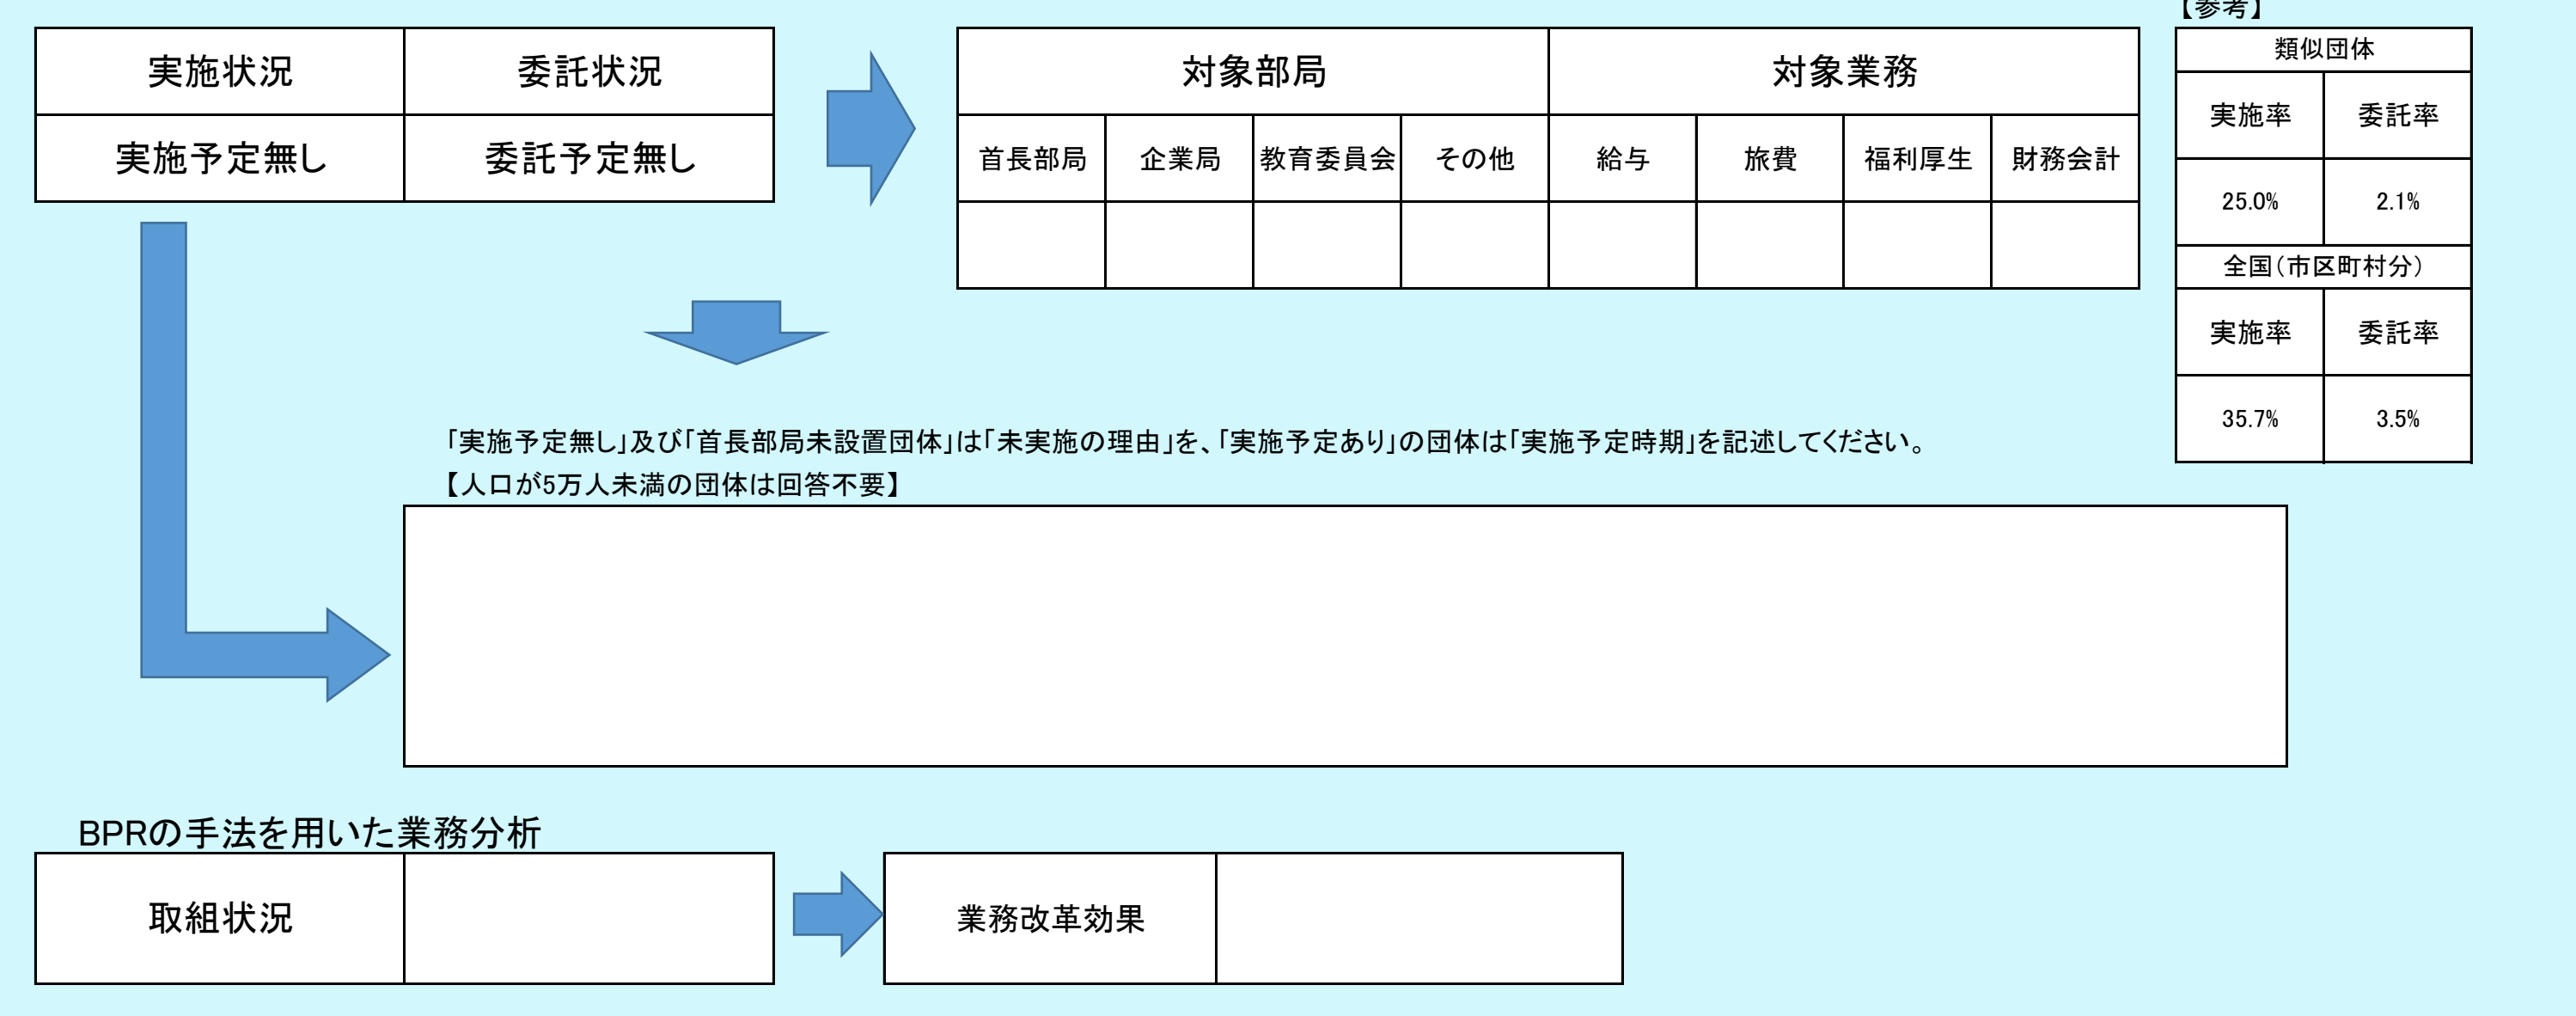 【参考】
実施状況 委託状況
実施予定無し 委託予定無し
対象部局 対象業務
首長部局 企業局 教育委員会 その他 給与 旅費 福利厚生 財務会計
類似団体
実施率 委託率
25.0% 2.1%
全国（市区町村分）
実施率 委託率
35.7% 3.5%
「実施予定無し」及び「首長部局未設置団体」は「未実施の理由」を、「実施予定あり」の団体は「実施予定時期」を記述してください。
【人口が5万人未満の団体は回答不要】
BPRの手法を用いた業務分析
取組状況
業務改革効果